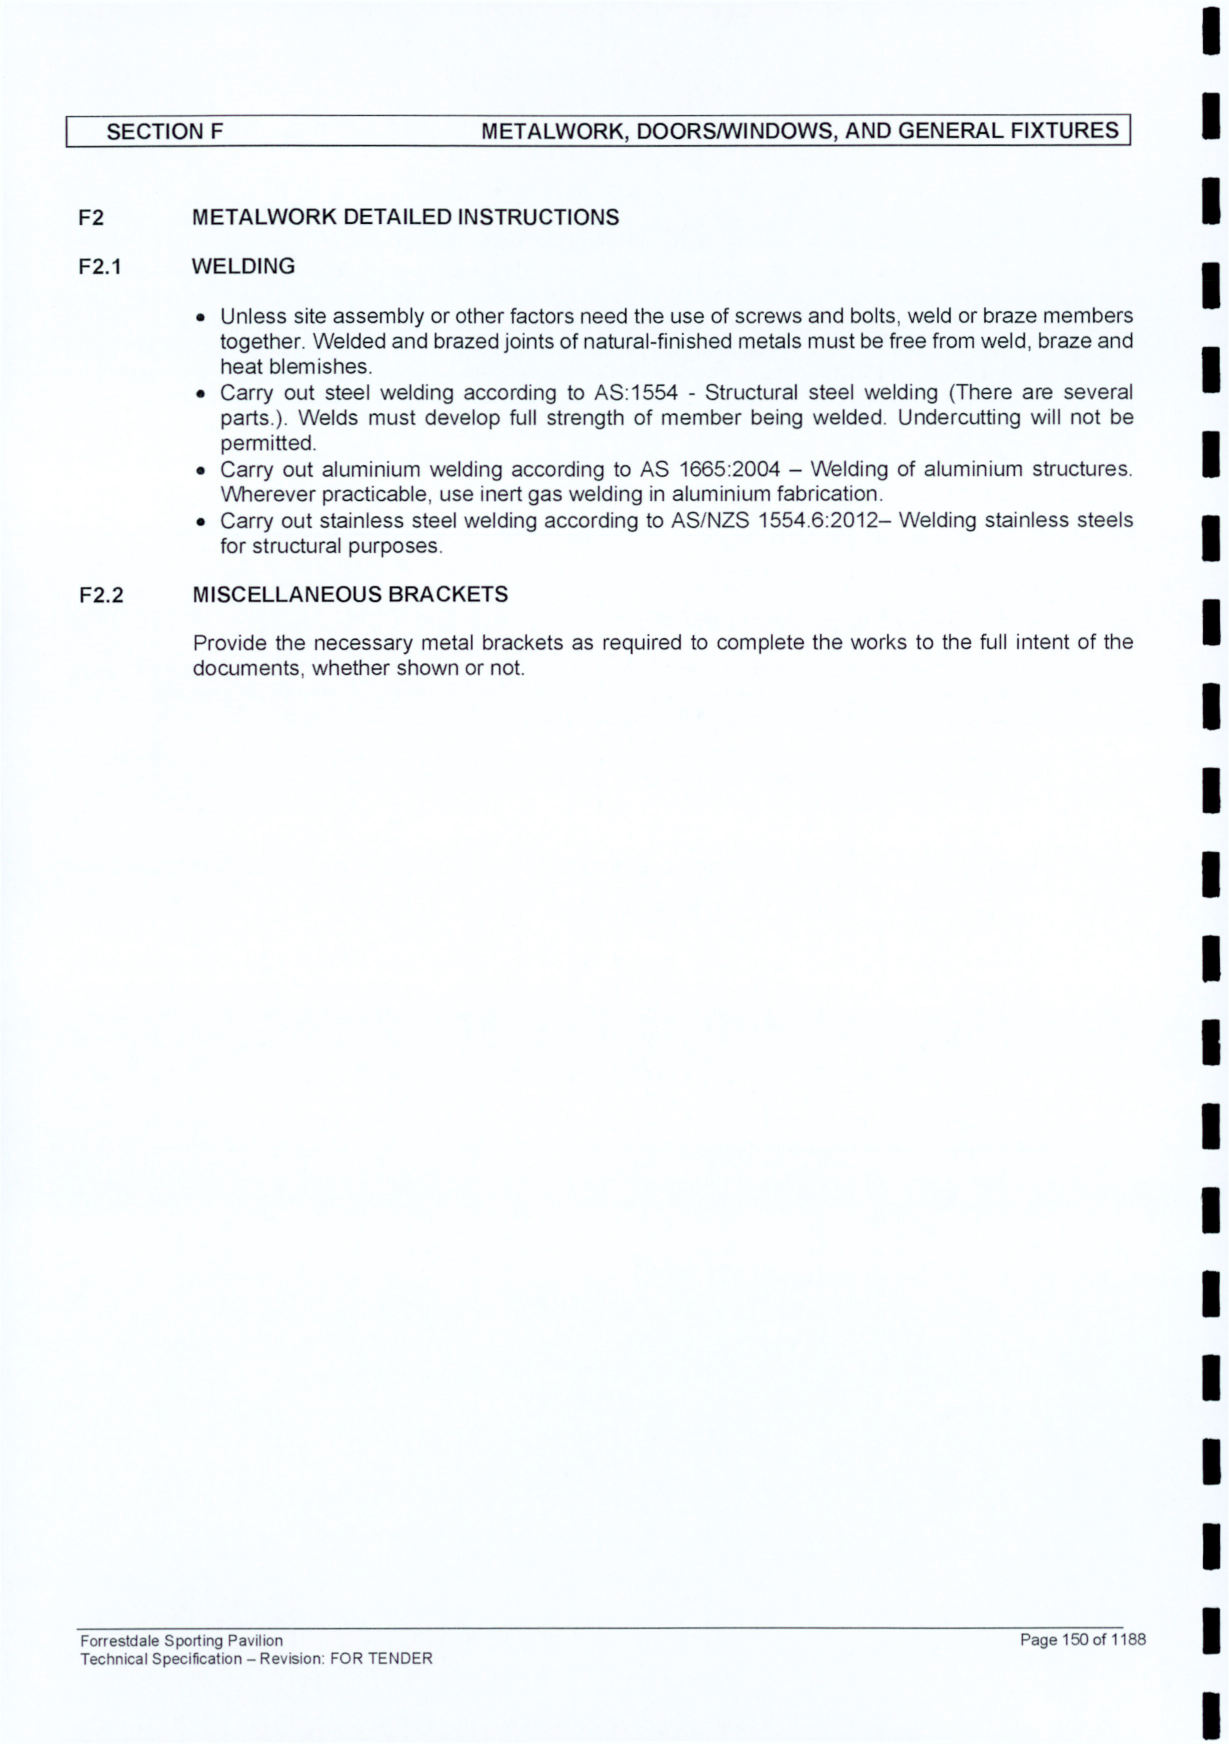 SECTION F METALWORK, DOORS/WINDOWS, AND GENERAL FIXTURES
F2 METALWORK DETAILED INSTRUCTIONS
F2.1 WELDING
• Unless site assembly or other factors need the use of screws and bolts, weld or braze members
together. Welded and brazed joints of natural-finished metals must be free from weld, braze and
heat blemishes.
• Carry out steel welding according to AS:1554 - Structural steel welding (There are several
parts.). Welds must develop full strength of member being welded. Undercutting will not be
permitted.
• Carry out aluminium welding according to AS 1665:2004 – Welding of aluminium structures.
Wherever practicable, use inert gas welding in aluminium fabrication.
• Carry out stainless steel welding according to AS/NZS 1554.6:2012– Welding stainless steels
for structural purposes.
F2.2 MISCELLANEOUS BRACKETS
Provide the necessary metal brackets as required to complete the works to the full intent of the
documents, whether shown or not.
Forrestdale Sporting Pavilion Page 150 of 1188
Technical Specification – Revision: FOR TENDER